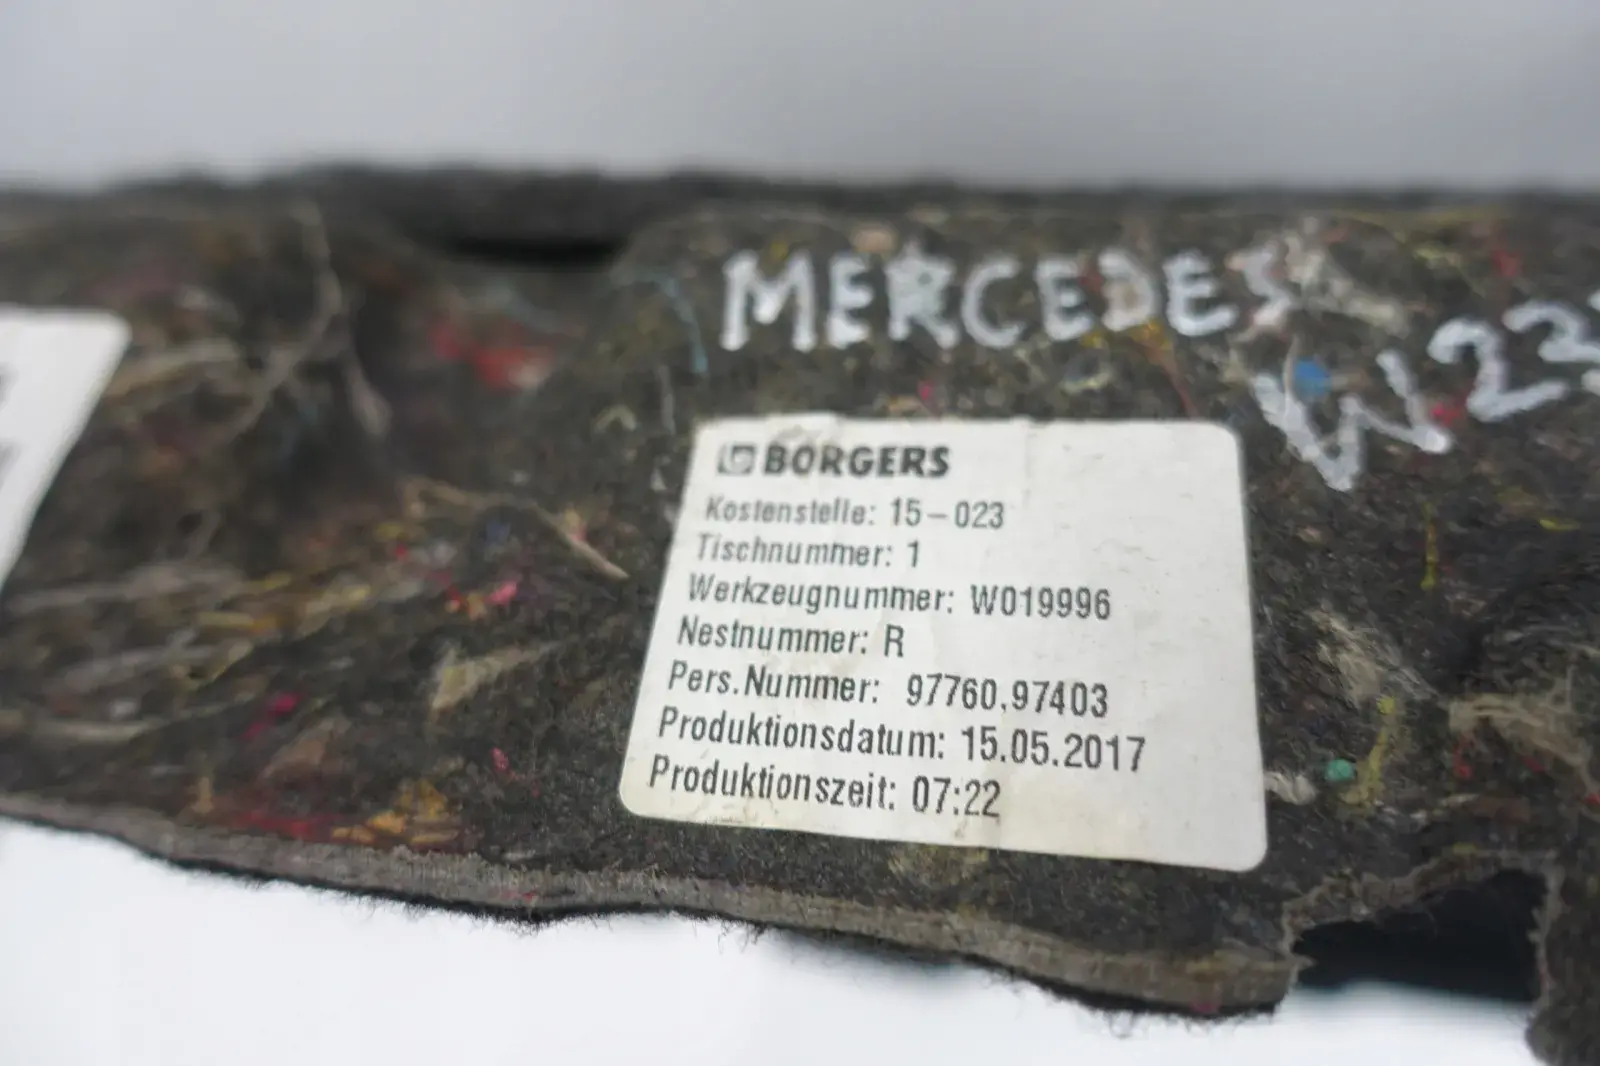 MERCEDES
BORGERS
Kostenstelle: 15-023
Tischnummer: 1
Werkzeugnummer: W019996
Nestnummer: R
Pers.Nummer: 97760,97403
Produktionsdatum: 15.05.2017
Produktionszeit: 07:22